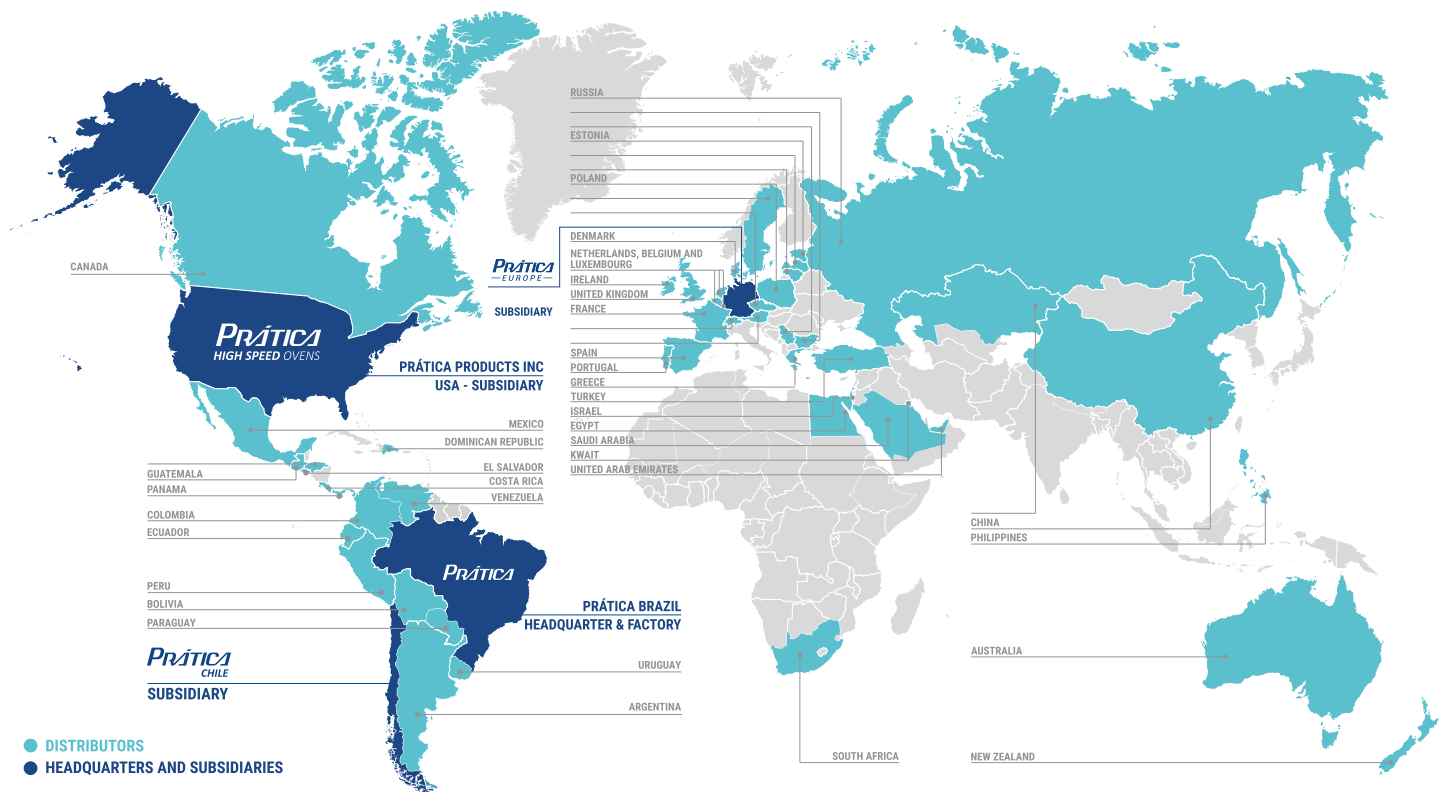 RUSSIA
ESTONIA
POLAND
DENMARK
NETHERLANDS, BELGIUM AND
LUXEMBOURG
IRELAND
UNITED KINGDOM
FRANCE
SPAIN
PORTUGAL
GREECE
TURKEY
ISRAEL
EGYPT
SAUDI ARABIA
KWAIT
UNITED ARAB EMIRATES
PRÁTICA
EUROPE
SUBSIDIARY
CANADA
PRÁTICA
HIGH SPEED OVENS
PRÁTICA PRODUCTS INC
USA - SUBSIDIARY
MEXICO
DOMINICAN REPUBLIC
EL SALVADOR
COSTA RICA
VENEZUELA
GUATEMALA
PANAMA
COLOMBIA
ECUADOR
PERU
BOLIVIA
PARAGUAY
PRÁTICA
CHILE
SUBSIDIARY
PRÁTICA
PRÁTICA BRAZIL
HEADQUARTER & FACTORY
URUGUAY
ARGENTINA
SOUTH AFRICA
CHINA
PHILIPPINES
AUSTRALIA
NEW ZEALAND
DISTRIBUTORS
HEADQUARTERS AND SUBSIDIARIES